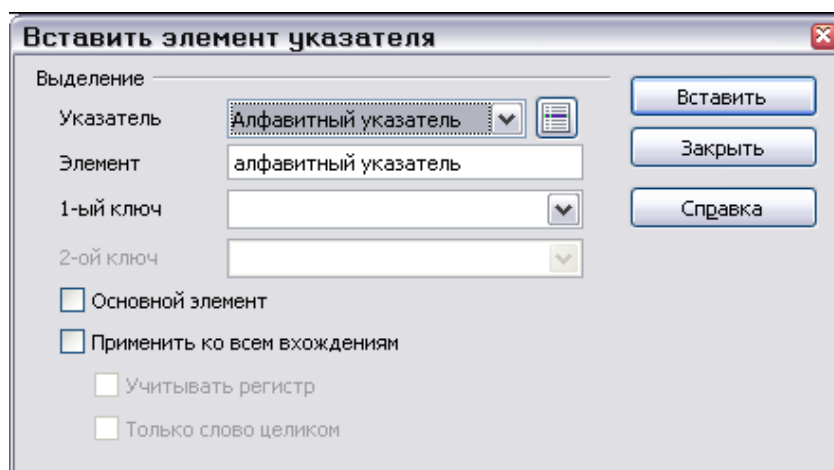 Вставить элемент указателя
Выделение
Указатель
Алфавитный указатель
Элемент
алфавитный указатель
1-ый ключ
2-ой ключ
Основной элемент
Применить ко всем вхождениям
Учитывать регистр
Только слово целиком
Вставить
Закрыть
Справка